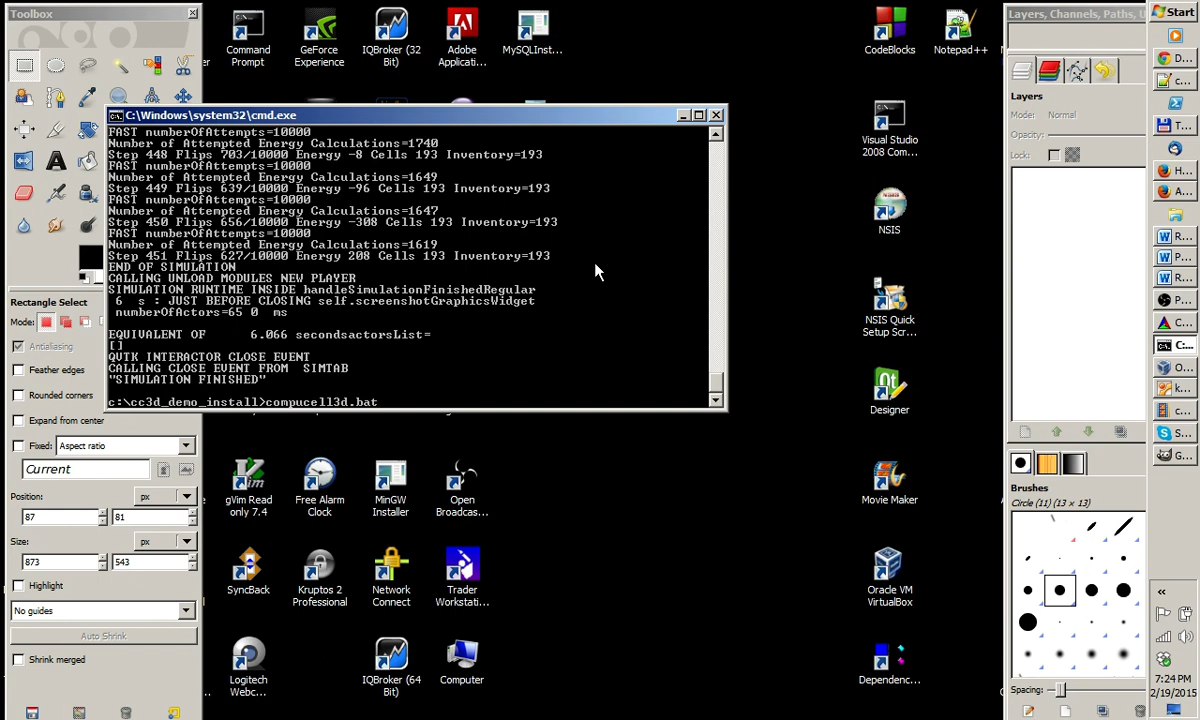 Toolbox
Rectangle Select
Mode:
Antialiasing
Feather edges
Rounded corners
Expand from center
Fixed: Aspect ratio
Current
Position: px
87 81
Size: px
873 543
Highlight
No guides
Auto Shrink
Shrink merged
Command
Prompt
GeForce
Experience
IQBroker (32
Bit)
Adobe
Applicati...
MySQLInst...
CodeBlocks
Notepad++
C:\Windows\system32\cmd.exe
FAST numberOfAttempts=10000
Number of Attempted Energy Calculations=1740
Step 448 Flips 703/10000 Energy -8 Cells 193 Inventory=193
FAST numberOfAttempts=10000
Number of Attempted Energy Calculations=1649
Step 449 Flips 639/10000 Energy -96 Cells 193 Inventory=193
FAST numberOfAttempts=10000
Number of Attempted Energy Calculations=1647
Step 450 Flips 656/10000 Energy -308 Cells 193 Inventory=193
FAST numberOfAttempts=10000
Number of Attempted Energy Calculations=1619
Step 451 Flips 627/10000 Energy 208 Cells 193 Inventory=193
END OF SIMULATION
CALLING UNLOAD MODULES NEW PLAYER
SIMULATION RUNTIME INSIDE handleSimulationFinishedRegular
6 s : JUST BEFORE CLOSING self.screenshotGraphicsWidget
numberOfActors=65 0 ms
EQUIVALENT OF 6.066 secondsactorsList=
[]
QVTK INTERACTOR CLOSE EVENT
CALLING CLOSE EVENT FROM SIMTAB
"SIMULATION FINISHED"
c:\cc3d_demo_install>compucell3d.bat
Visual Studio
2008 Com...
NSIS
NSIS Quick
Setup Scr...
Designer
gVim Read
only 7.4
Free Alarm
Clock
MinGW
Installer
Open
Broadcas...
Movie Maker
SyncBack
Kruptos 2
Professional
Network
Connect
Trader
Workstati...
Oracle VM
VirtualBox
Logitech
Webc...
IQBroker (64
Bit)
Computer
Dependenc...
Layers, Channels, Paths, U
Layers
Mode: Normal
Opacity:
Lock:
Brushes
Circle (11) (13 × 13)
Spacing:
Start
D...
c...
T...
H...
A...
R...
P...
R...
P...
C...
C:...
O...
k...
c...
S...
G...
«
7:24 PM
2/19/2015